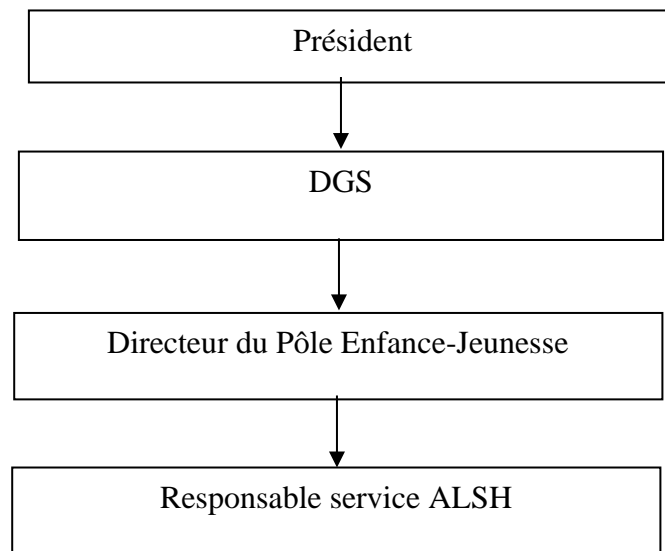 Président
DGS
Directeur du Pôle Enfance-Jeunesse
Responsable service ALSH